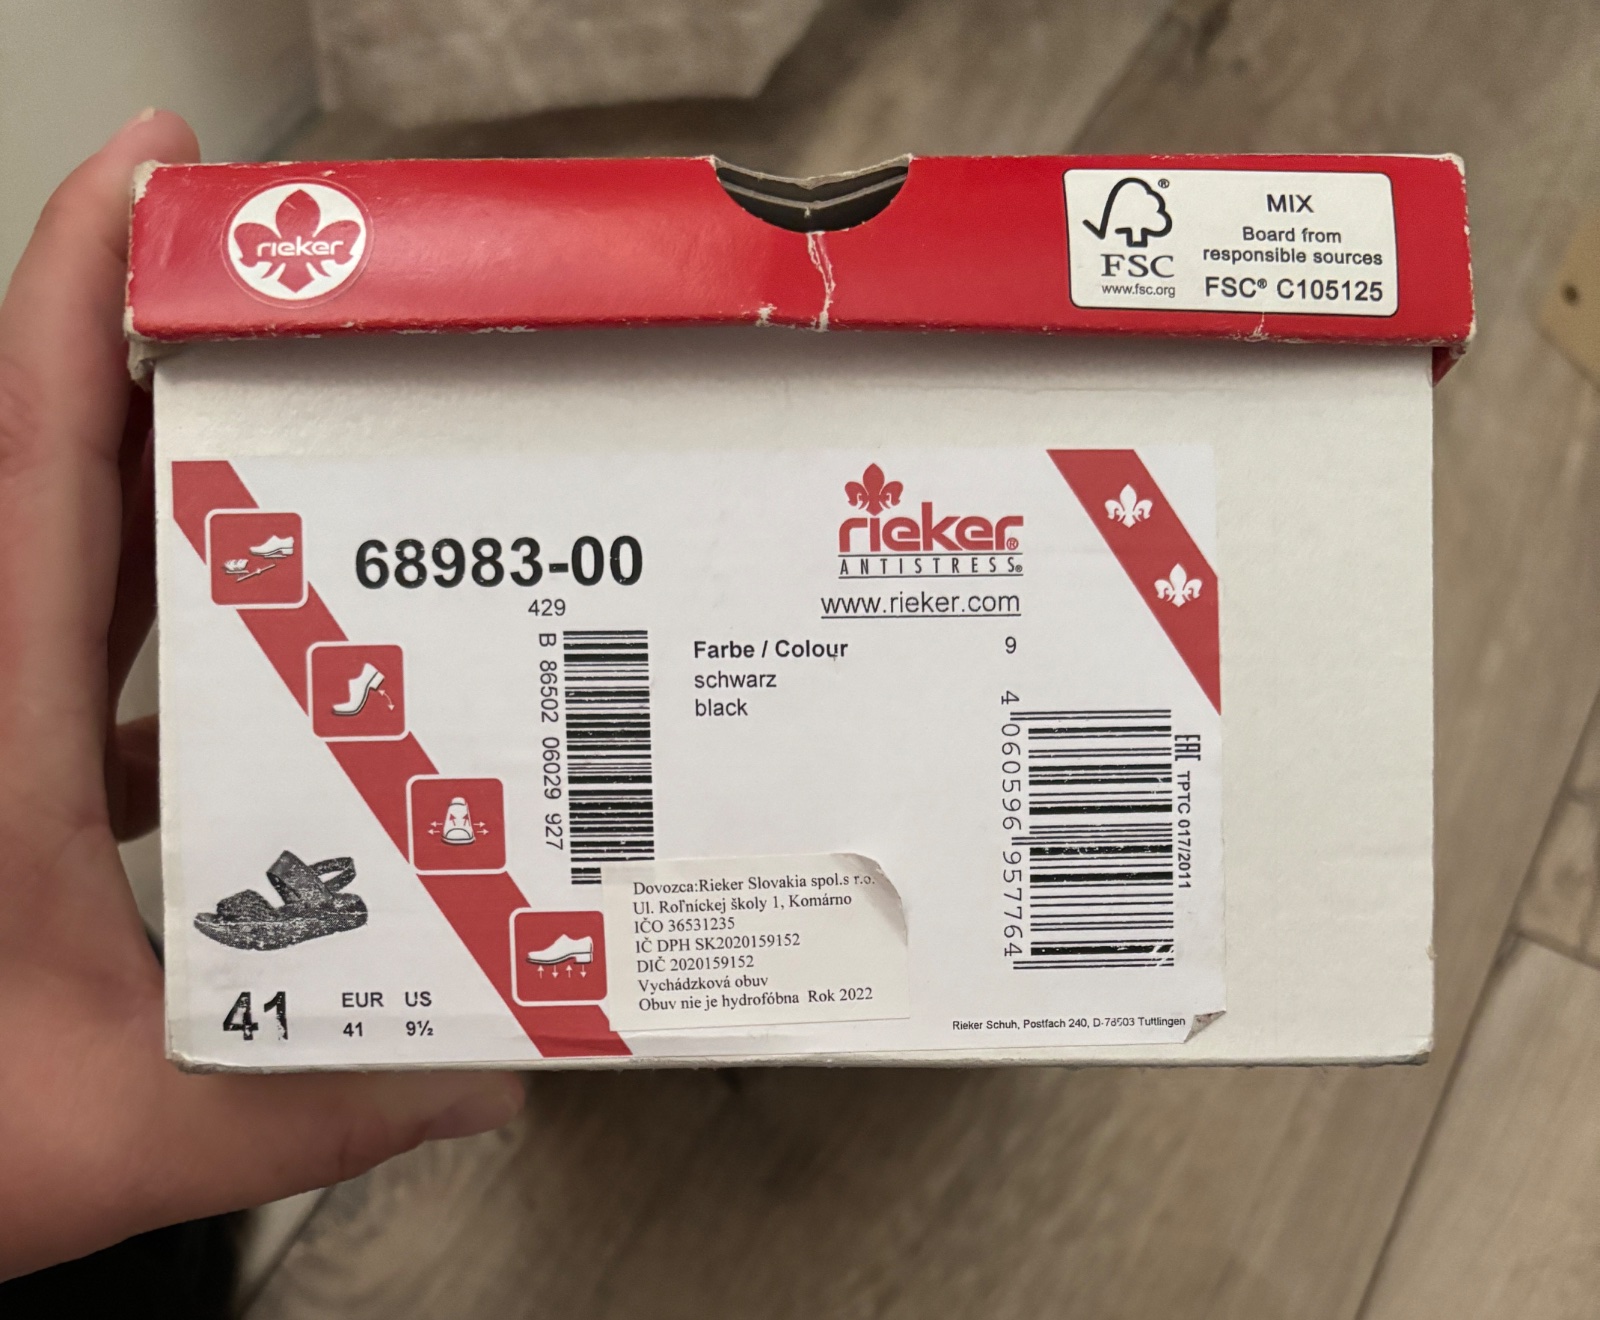 rieker
FSC®
www.fsc.org
MIX
Board from
responsible sources
FSC® C105125
68983-00
429
B 86502 06029 927
rieker®
ANTISTRESS®
www.rieker.com
Farbe / Colour
schwarz
black
9
4 060596 957764
EAC TPTC 017/2011
Dovozca:Rieker Slovakia spol.s r.o.
Ul. Roľníckej školy 1, Komárno
IČO 36531235
IČ DPH SK2020159152
DIČ 2020159152
Vychádzková obuv
Obuv nie je hydrofóbna Rok 2022
41
EUR US
41 9½
Rieker Schuh, Postfach 240, D-78503 Tuttlingen